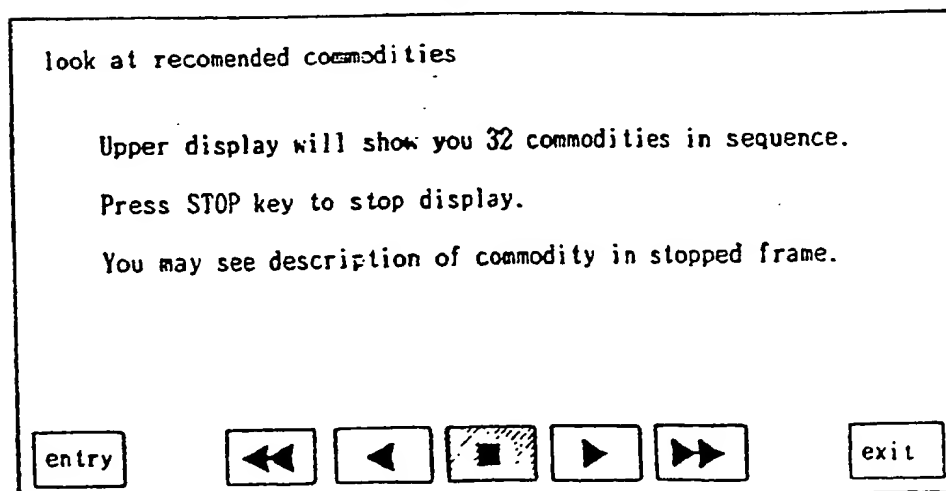 look at recomended commodities
Upper display will show you 32 commodities in sequence.
Press STOP key to stop display.
You may see description of commodity in stopped frame.
entry
exit